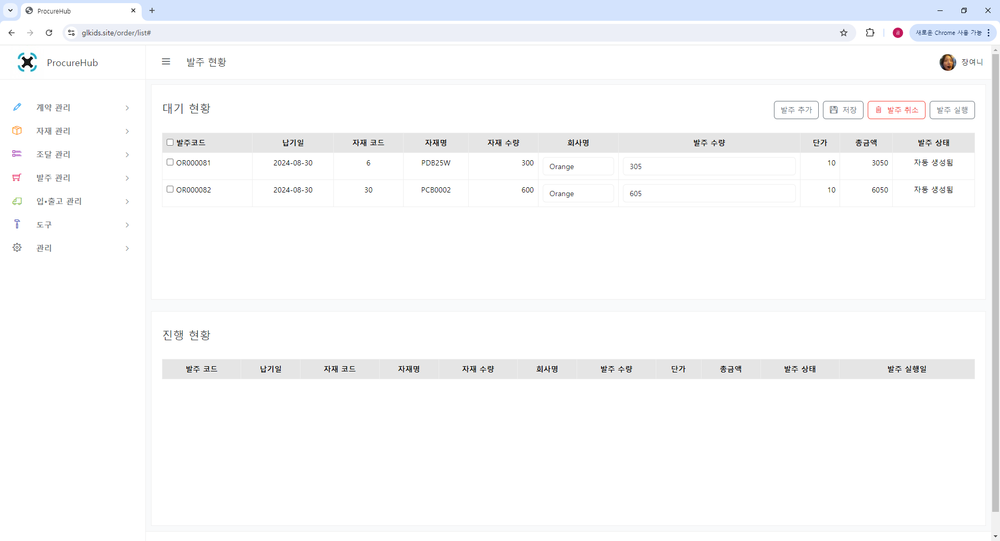 ProcureHub
glkids.site/order/list#
곰
새로운 Chrome 사용 가능
ProcureHub
발주 현황
장여니
계약 관리
자재 관리
조달 관리
발주 관리
입•출고 관리
도구
관리
대기 현황
발주 추가 저장 발주 취소 발주 실행
발주코드 납기일 자재 코드 자재명 자재 수량 회사명 발주 수량 단가 총금액 발주 상태
OR000081 2024-08-30 6 PDB25W 300 Orange 305 10 3050 자동 생성됨
OR000082 2024-08-30 30 PCB0002 600 Orange 605 10 6050 자동 생성됨
진행 현황
발주 코드 납기일 자재 코드 자재명 자재 수량 회사명 발주 수량 단가 총금액 발주 상태 발주 실행일